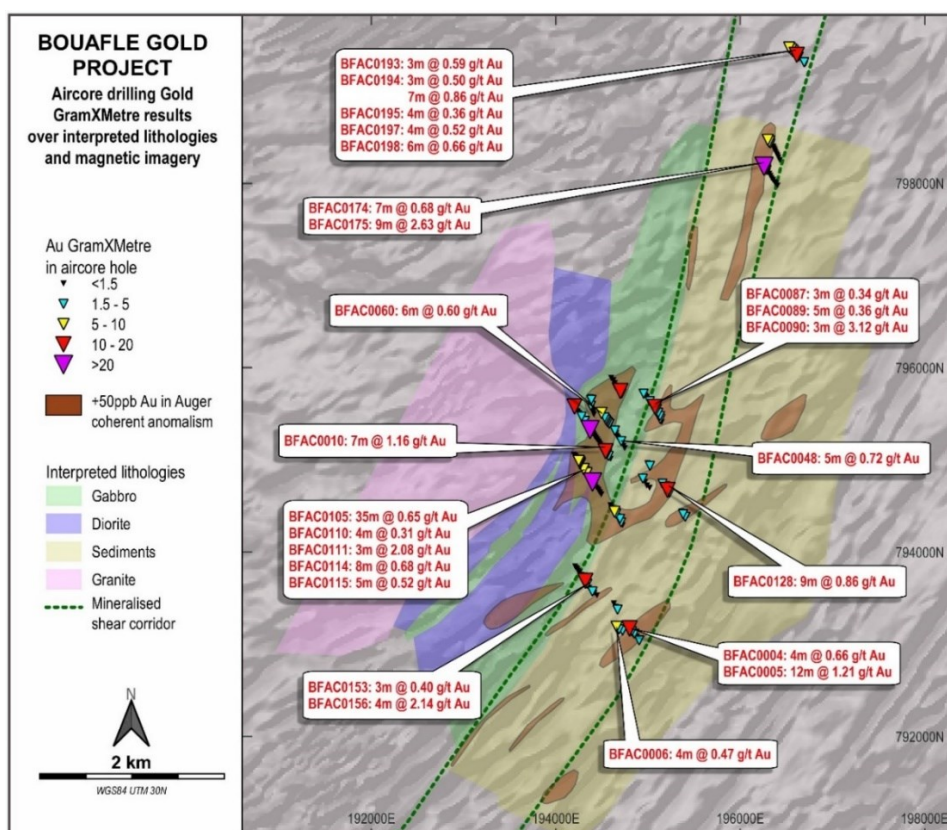 BOUAFLE GOLD
PROJECT
Aircore drilling Gold
GramXMetre results
over interpreted lithologies
and magnetic imagery
Au GramXMetre
in aircore hole
<1.5
1.5 - 5
5 - 10
10 - 20
>20
+50ppb Au in Auger
coherent anomalism
Interpreted lithologies
Gabbro
Diorite
Sediments
Granite
Mineralised
shear corridor
N
2 km
WGS84 UTM 30N
BFAC0193: 3m @ 0.59 g/t Au
BFAC0194: 3m @ 0.50 g/t Au
7m @ 0.86 g/t Au
BFAC0195: 4m @ 0.36 g/t Au
BFAC0197: 4m @ 0.52 g/t Au
BFAC0198: 6m @ 0.66 g/t Au
798000N
BFAC0174: 7m @ 0.68 g/t Au
BFAC0175: 9m @ 2.63 g/t Au
BFAC0060: 6m @ 0.60 g/t Au
BFAC0087: 3m @ 0.34 g/t Au
BFAC0089: 5m @ 0.36 g/t Au
BFAC0090: 3m @ 3.12 g/t Au
796000N
BFAC0010: 7m @ 1.16 g/t Au
BFAC0048: 5m @ 0.72 g/t Au
BFAC0105: 35m @ 0.65 g/t Au
BFAC0110: 4m @ 0.31 g/t Au
BFAC0111: 3m @ 2.08 g/t Au
BFAC0114: 8m @ 0.68 g/t Au
BFAC0115: 5m @ 0.52 g/t Au
794000N
BFAC0128: 9m @ 0.86 g/t Au
BFAC0004: 4m @ 0.66 g/t Au
BFAC0005: 12m @ 1.21 g/t Au
BFAC0153: 3m @ 0.40 g/t Au
BFAC0156: 4m @ 2.14 g/t Au
BFAC0006: 4m @ 0.47 g/t Au
792000N
192000E
194000E
196000E
198000E